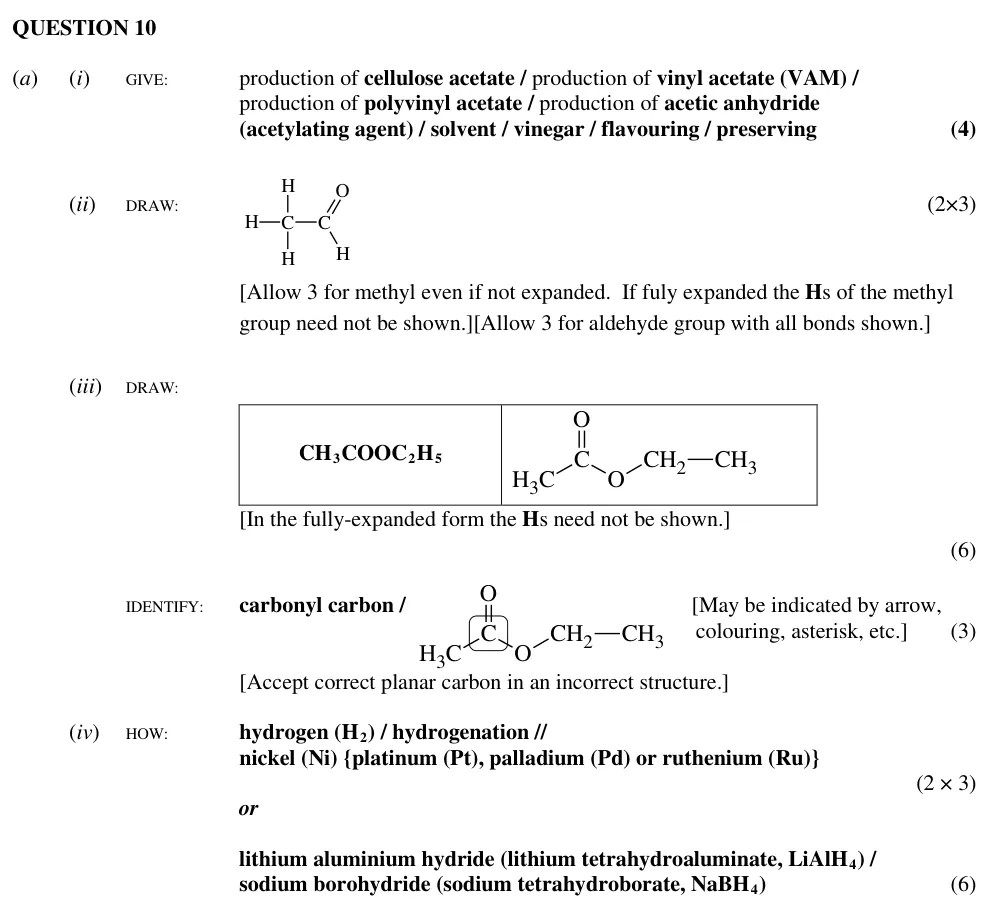 QUESTION 10
(a) (i) GIVE: production of cellulose acetate / production of vinyl acetate (VAM) /
production of polyvinyl acetate / production of acetic anhydride
(acetylating agent) / solvent / vinegar / flavouring / preserving (4)
H O
(ii) DRAW: (2×3)
H—C—C
H H
[Allow 3 for methyl even if not expanded. If fuly expanded the Hs of the methyl
group need not be shown.][Allow 3 for aldehyde group with all bonds shown.]
(iii) DRAW:
O
CH₃COOC₂H₅ C CH₂—CH₃
H₃C O
[In the fully-expanded form the Hs need not be shown.]
(6)
O
IDENTIFY: carbonyl carbon / [May be indicated by arrow,
C CH₂—CH₃ colouring, asterisk, etc.] (3)
H₃C O
[Accept correct planar carbon in an incorrect structure.]
(iv) HOW: hydrogen (H₂) / hydrogenation //
nickel (Ni) {platinum (Pt), palladium (Pd) or ruthenium (Ru)}
(2 × 3)
or
lithium aluminium hydride (lithium tetrahydroaluminate, LiAlH₄) /
sodium borohydride (sodium tetrahydroborate, NaBH₄) (6)